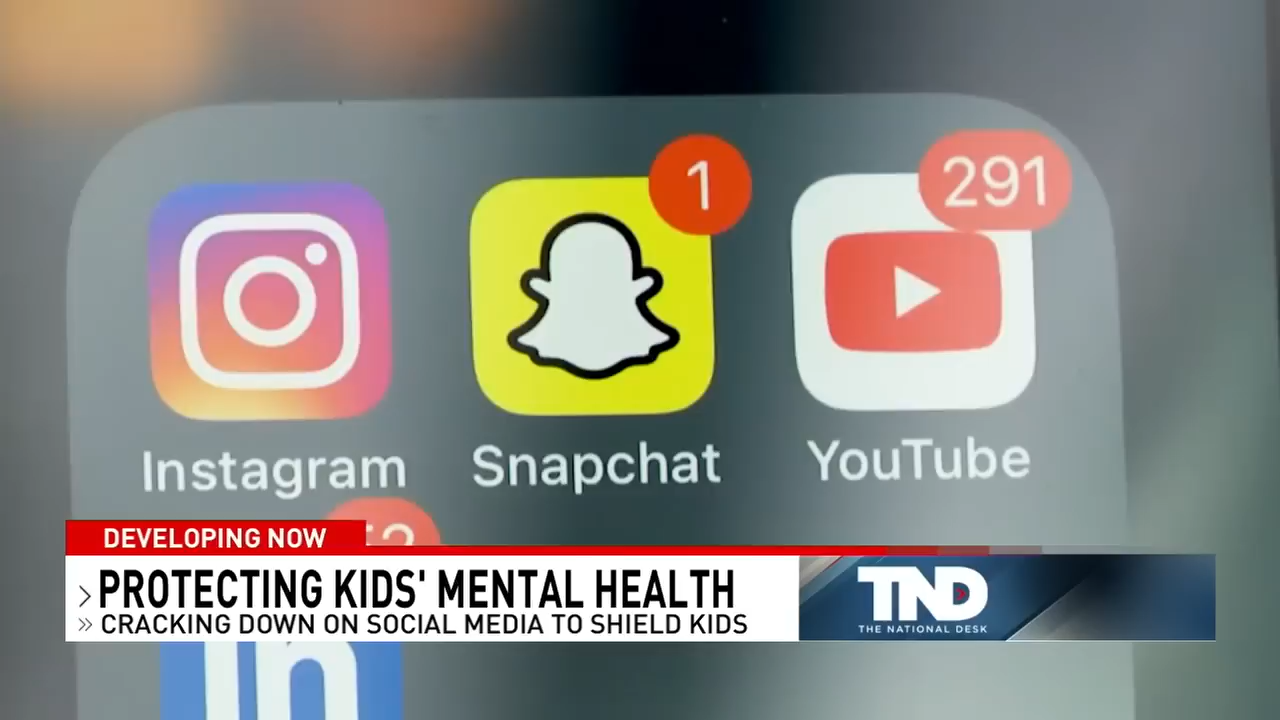 1
291
Instagram
Snapchat
YouTube
DEVELOPING NOW
PROTECTING KIDS' MENTAL HEALTH
CRACKING DOWN ON SOCIAL MEDIA TO SHIELD KIDS
TND
THE NATIONAL DESK
in